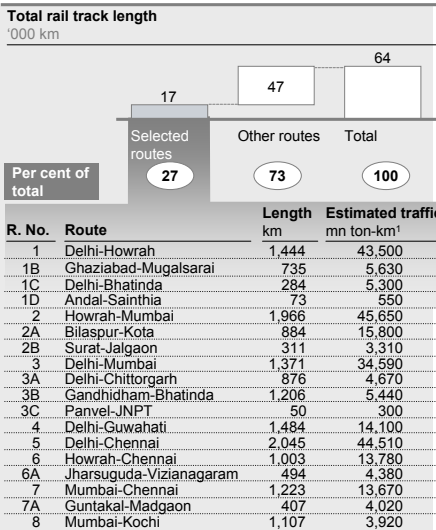 Total rail track length
‘000 km
64
47
17
Selected routes
Other routes
Total
Per cent of total
27
73
100
R. No. Route Length km Estimated traffic mn ton-km¹
1 Delhi-Howrah 1,444 43,500
1B Ghaziabad-Mugalsarai 735 5,630
1C Delhi-Bhatinda 284 5,300
1D Andal-Sainthia 73 550
2 Howrah-Mumbai 1,966 45,650
2A Bilaspur-Kota 884 15,800
2B Surat-Jalgaon 311 3,310
3 Delhi-Mumbai 1,371 34,590
3A Delhi-Chittorgarh 876 4,670
3B Gandhidham-Bhatinda 1,206 5,440
3C Panvel-JNPT 50 300
4 Delhi-Guwahati 1,484 14,100
5 Delhi-Chennai 2,045 44,510
6 Howrah-Chennai 1,003 13,780
6A Jharsuguda-Vizianagaram 494 4,380
7 Mumbai-Chennai 1,223 13,670
7A Guntakal-Madgaon 407 4,020
8 Mumbai-Kochi 1,107 3,920